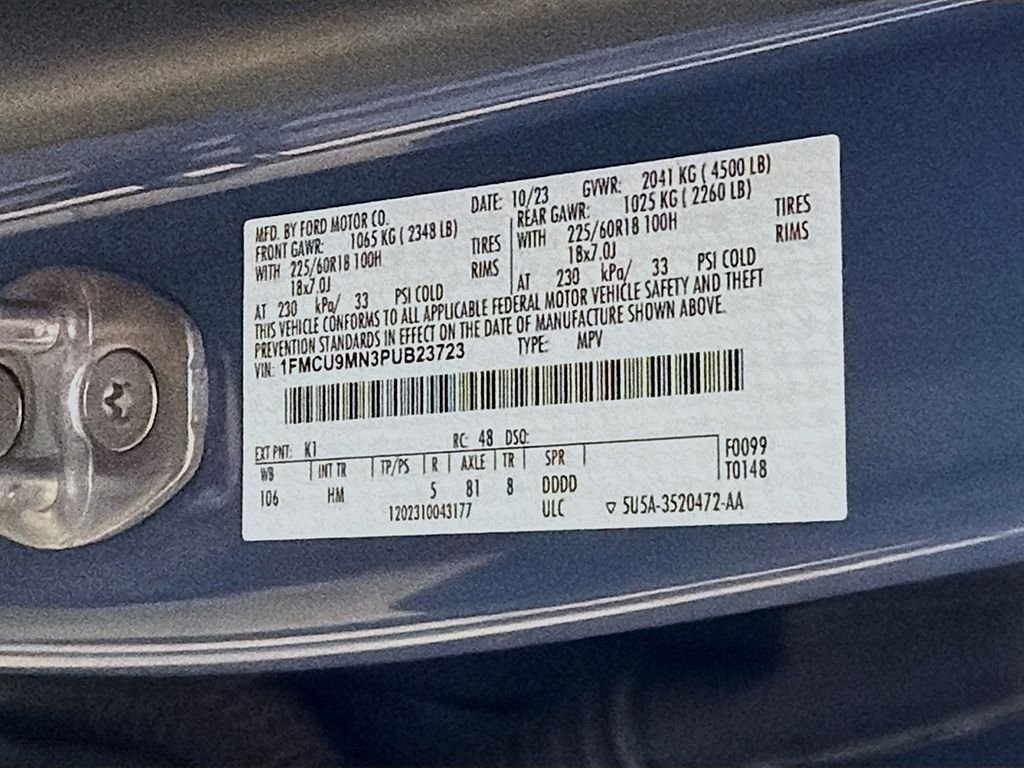 MFD. BY FORD MOTOR CO. DATE: 10/23 GVWR: 2041 KG ( 4500 LB)
FRONT GAWR: 1065 KG ( 2348 LB) REAR GAWR: 1025 KG ( 2260 LB)
WITH 225/60R18 100H TIRES WITH 225/60R18 100H TIRES
18x7.0J RIMS 18x7.0J RIMS
AT 230 kPa/ 33 PSI COLD AT 230 kPa/ 33 PSI COLD
THIS VEHICLE CONFORMS TO ALL APPLICABLE FEDERAL MOTOR VEHICLE SAFETY AND THEFT
PREVENTION STANDARDS IN EFFECT ON THE DATE OF MANUFACTURE SHOWN ABOVE.
VIN: 1FMCU9MN3PUB23723 TYPE: MPV
EXT PNT: K1 RC: 48 DSO:
WB INT TR TP/PS R AXLE TR SPR F0099
106 HM 5 81 8 DDDD T0148
1202310043177 ULC ▽ 5U5A-3520472-AA